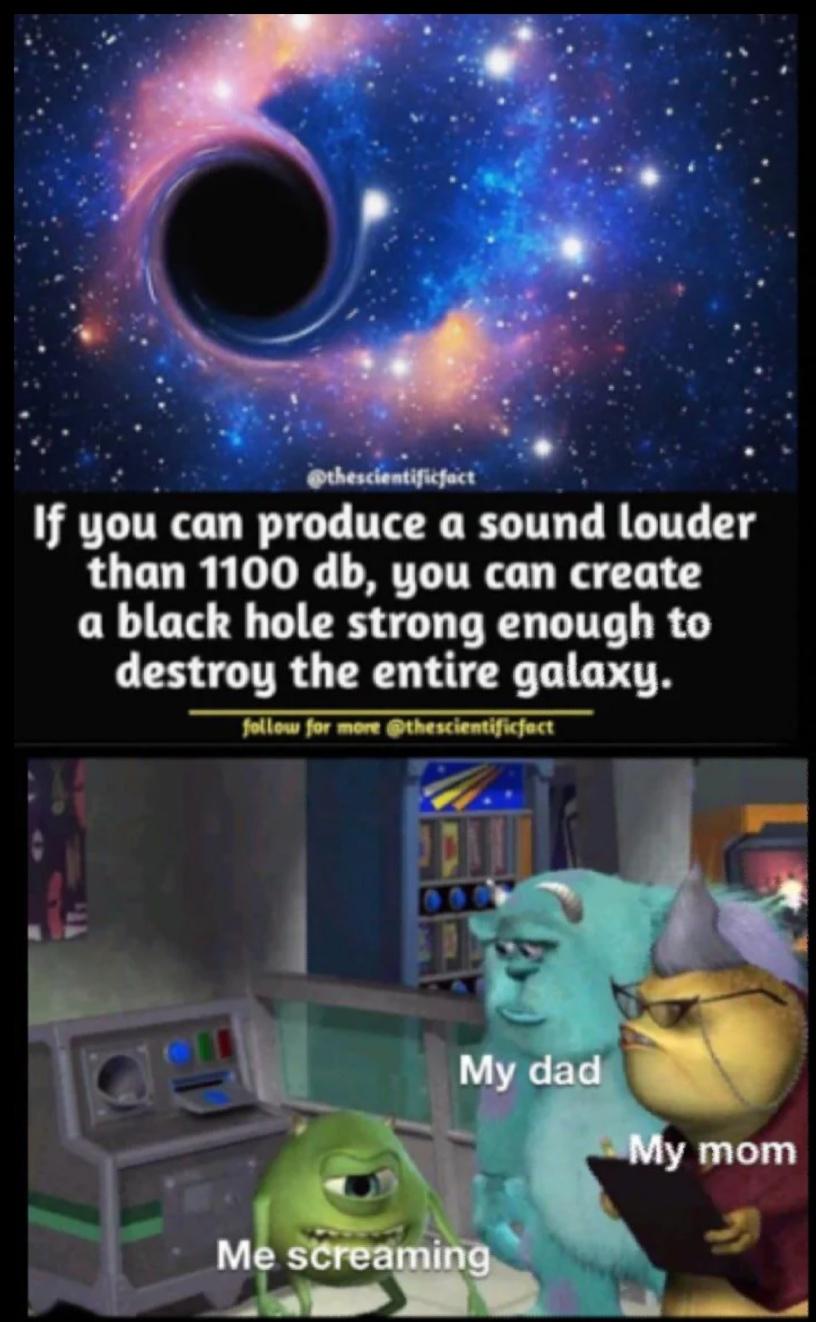 @thescientificfact
If you can produce a sound louder
than 1100 db, you can create
a black hole strong enough to
destroy the entire galaxy.
follow for more @thescientificfact
My dad
My mom
Me screaming